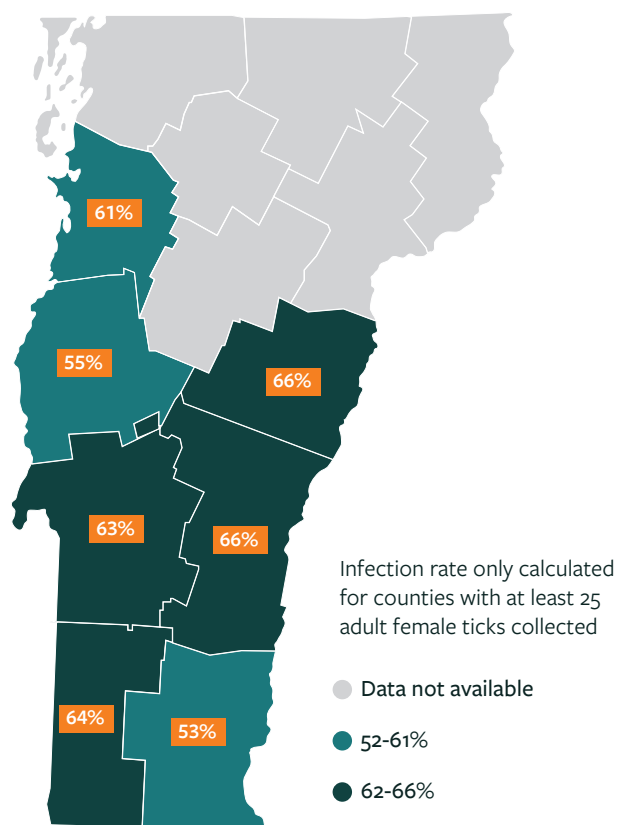 61%
55%
66%
63%
66%
Infection rate only calculated
for counties with at least 25
adult female ticks collected
Data not available
64%
53%
52-61%
62-66%